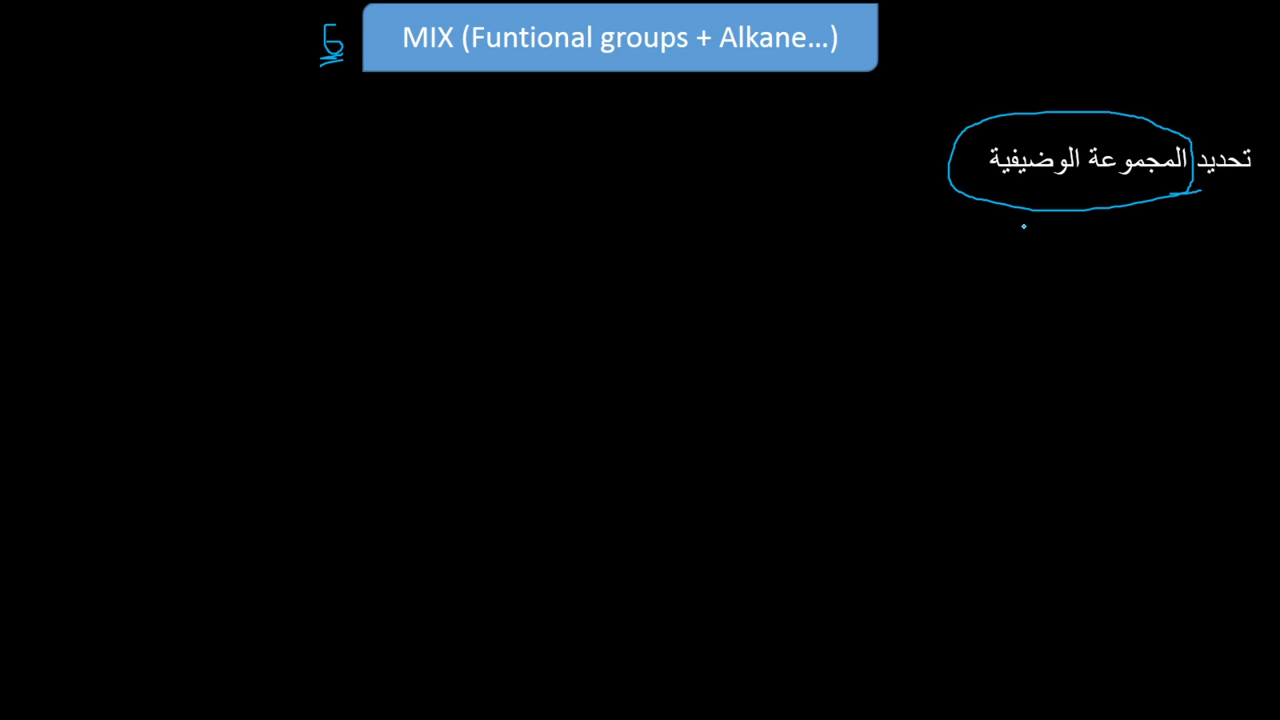 MIX (Funtional groups + Alkane...)
تحديد المجموعة الوضيفية